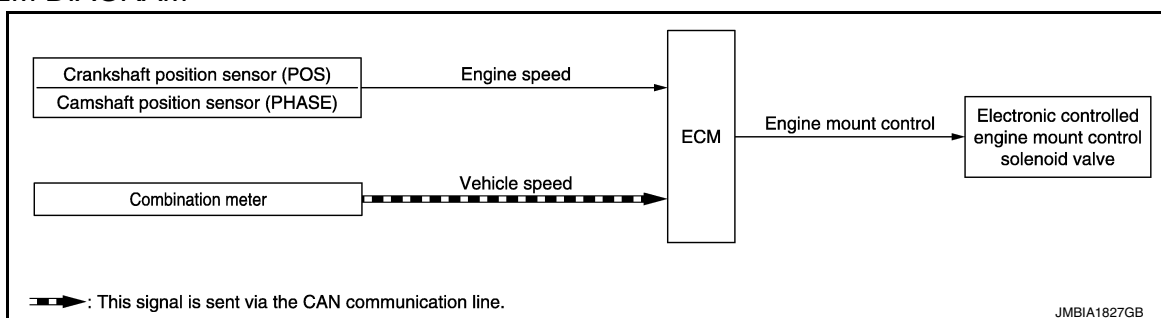 Crankshaft position sensor (POS)
Camshaft position sensor (PHASE)
Engine speed
Combination meter
Vehicle speed
ECM
Engine mount control
Electronic controlled
engine mount control
solenoid valve
: This signal is sent via the CAN communication line.
JMBIA1827GB